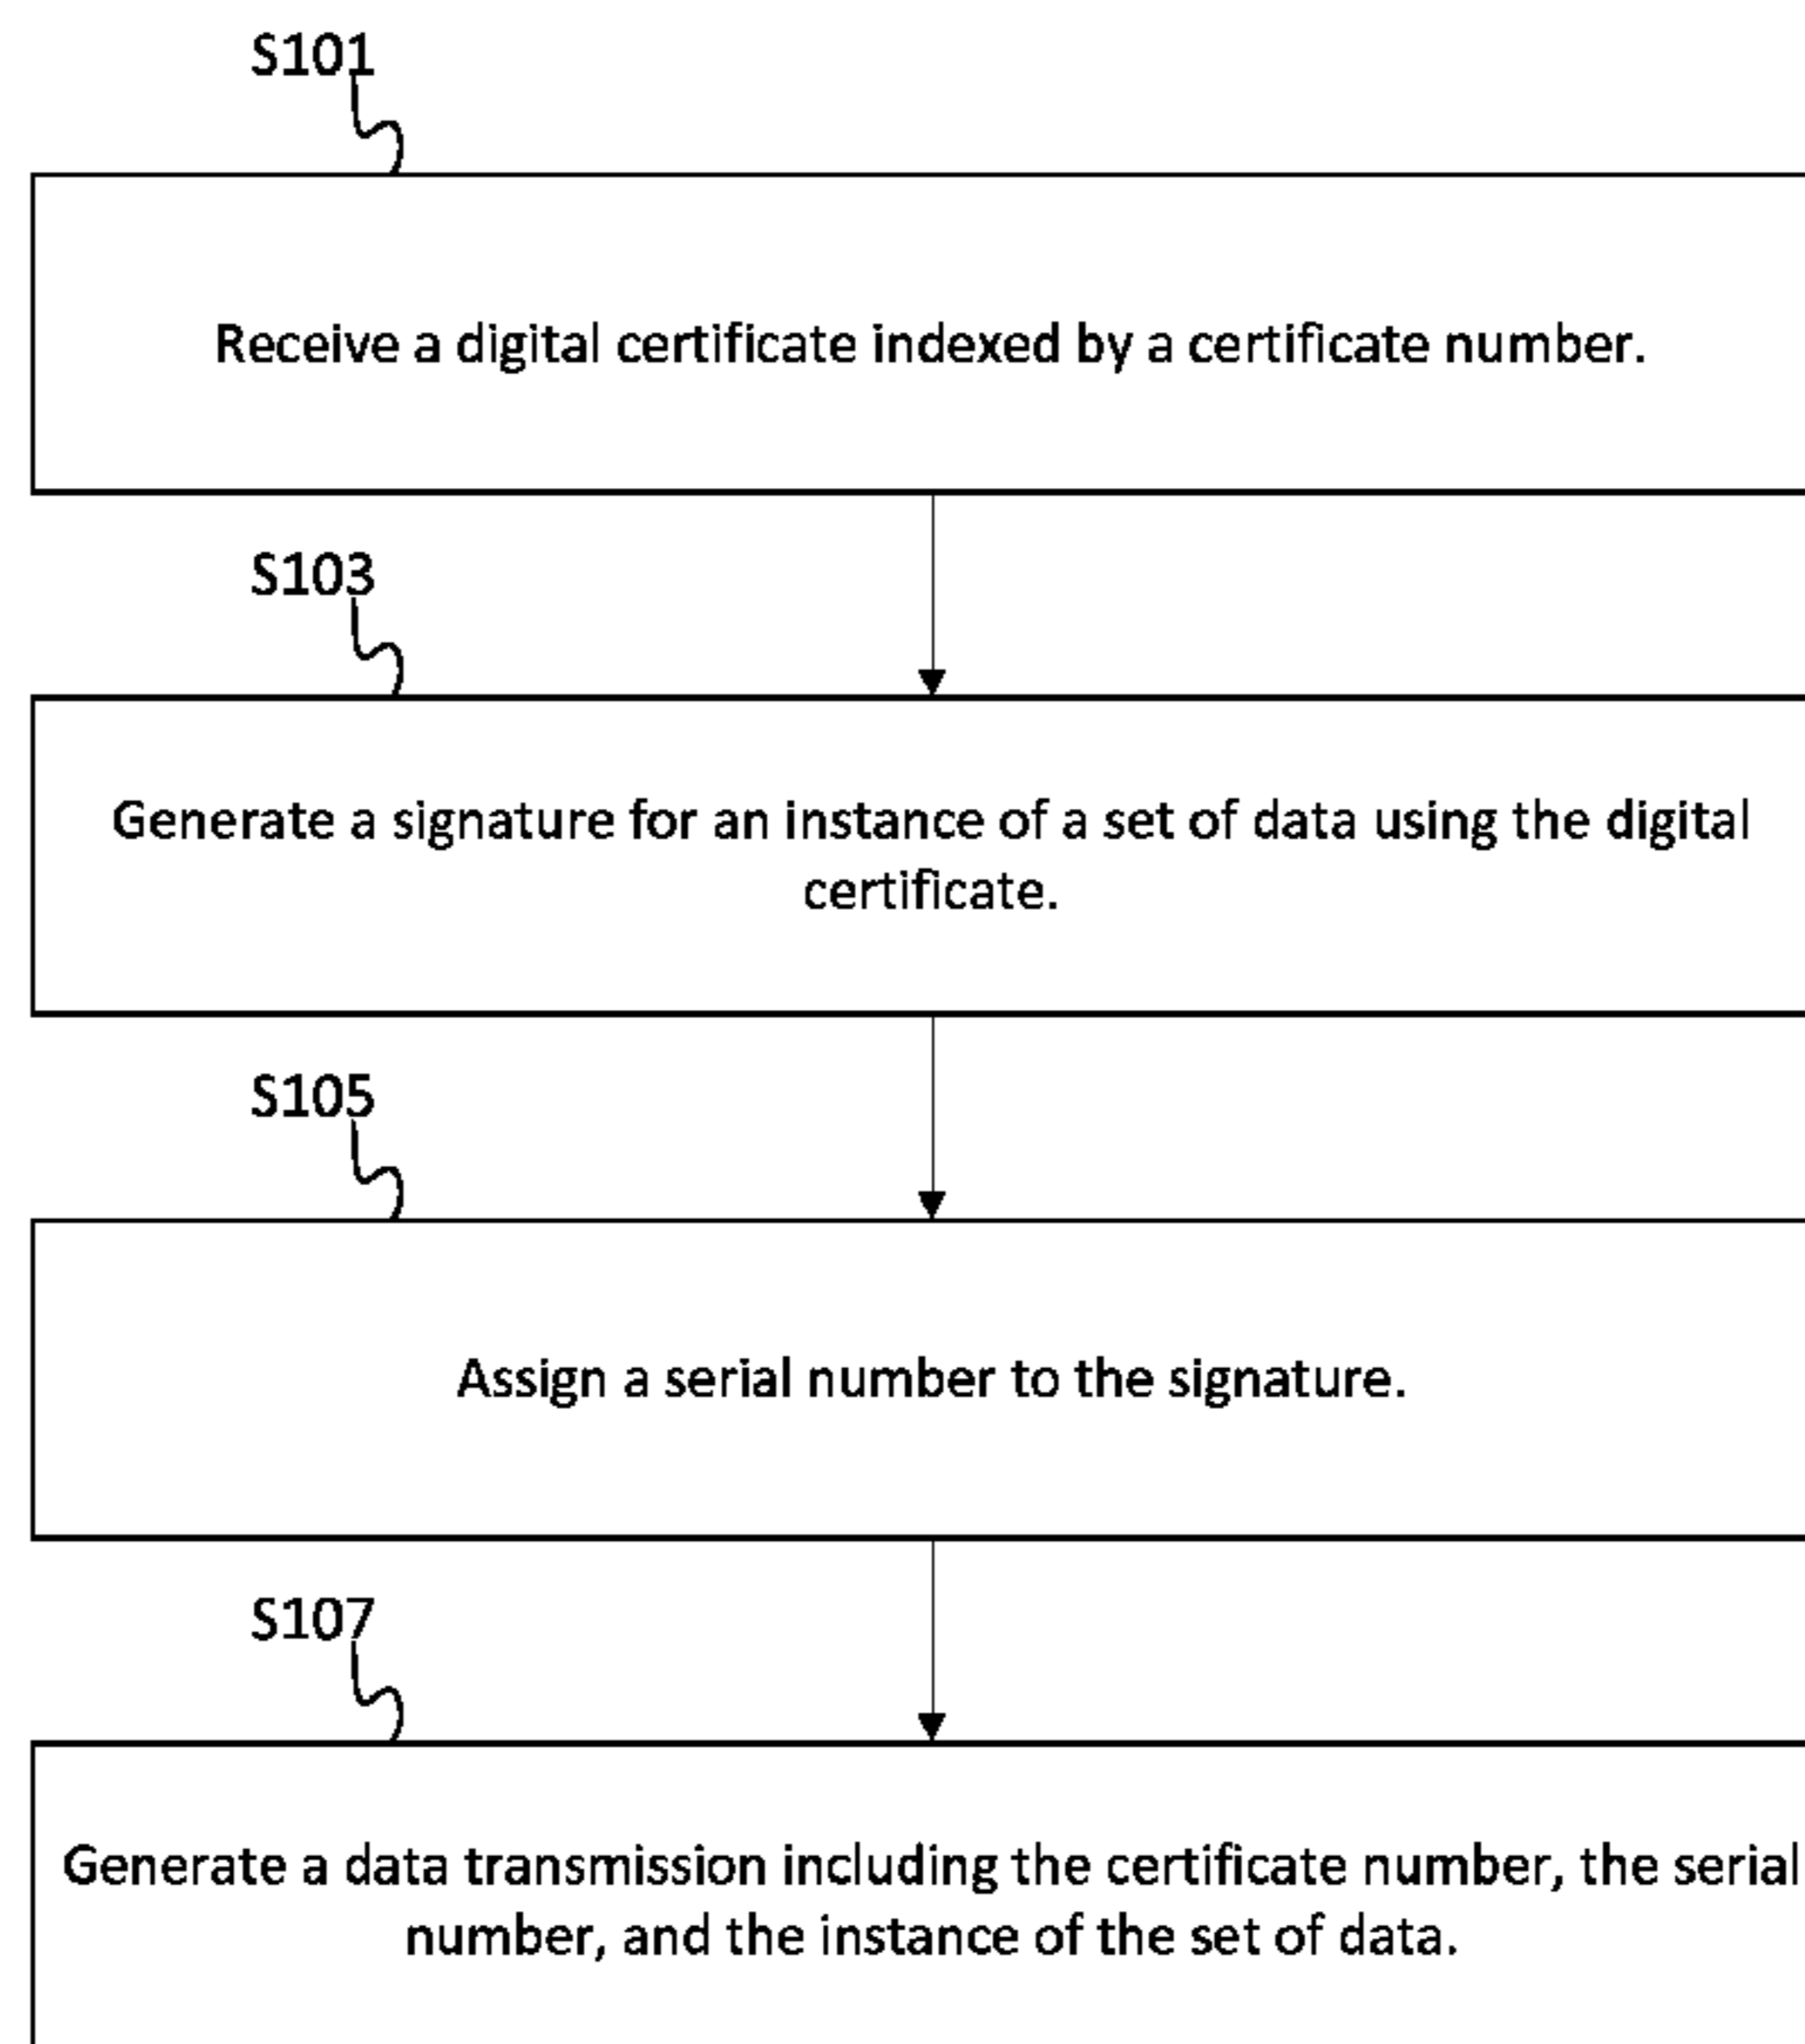 S101
Receive a digital certificate indexed by a certificate number.
S103
Generate a signature for an instance of a set of data using the digital
certificate.
S105
Assign a serial number to the signature.
S107
Generate a data transmission including the certificate number, the serial
number, and the instance of the set of data.